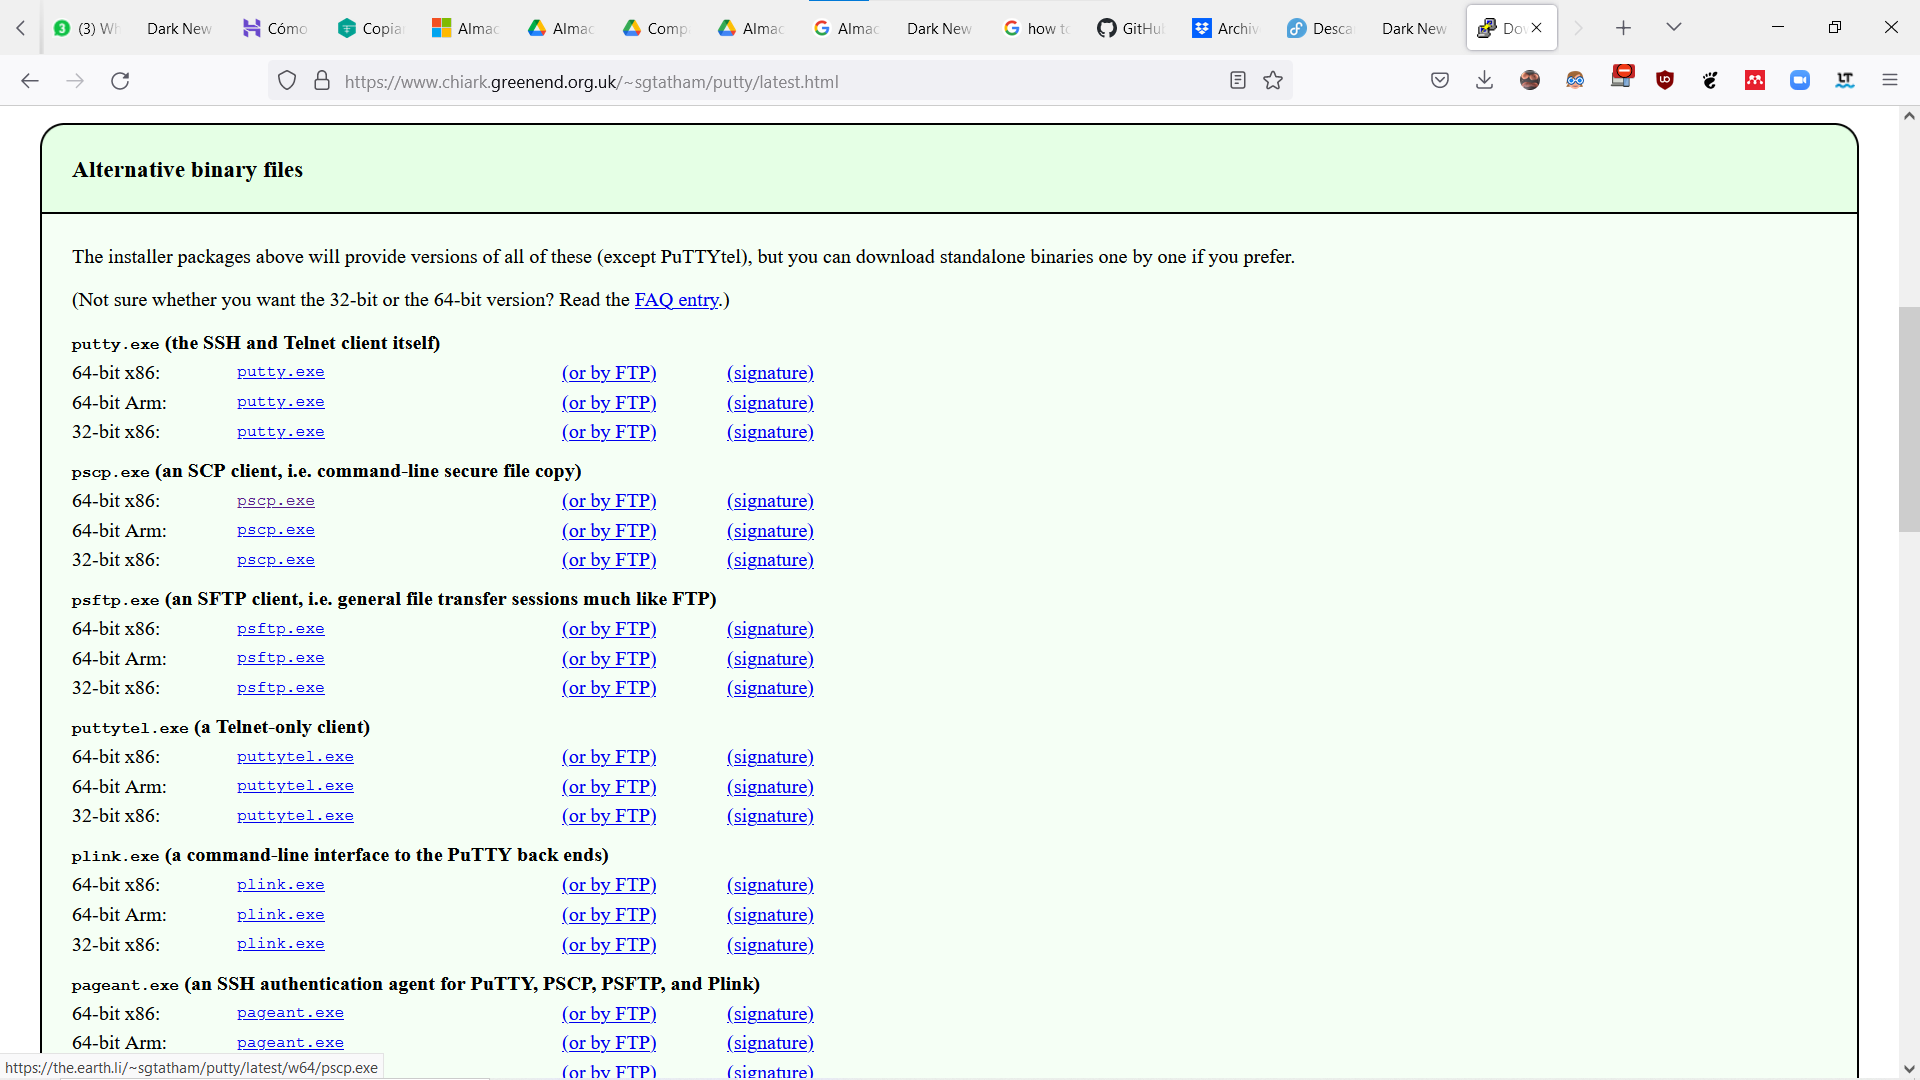 3 (3) Wh Dark New Cómo Copia Almac Almac Comp Almac Almac Dark New how to GitHu Archiv Desca Dark New Do
https://www.chiark.greenend.org.uk/~sgtatham/putty/latest.html
Alternative binary files
The installer packages above will provide versions of all of these (except PuTTYtel), but you can download standalone binaries one by one if you prefer.
(Not sure whether you want the 32-bit or the 64-bit version? Read the FAQ entry.)
putty.exe (the SSH and Telnet client itself)
64-bit x86: putty.exe (or by FTP) (signature)
64-bit Arm: putty.exe (or by FTP) (signature)
32-bit x86: putty.exe (or by FTP) (signature)
pscp.exe (an SCP client, i.e. command-line secure file copy)
64-bit x86: pscp.exe (or by FTP) (signature)
64-bit Arm: pscp.exe (or by FTP) (signature)
32-bit x86: pscp.exe (or by FTP) (signature)
psftp.exe (an SFTP client, i.e. general file transfer sessions much like FTP)
64-bit x86: psftp.exe (or by FTP) (signature)
64-bit Arm: psftp.exe (or by FTP) (signature)
32-bit x86: psftp.exe (or by FTP) (signature)
puttytel.exe (a Telnet-only client)
64-bit x86: puttytel.exe (or by FTP) (signature)
64-bit Arm: puttytel.exe (or by FTP) (signature)
32-bit x86: puttytel.exe (or by FTP) (signature)
plink.exe (a command-line interface to the PuTTY back ends)
64-bit x86: plink.exe (or by FTP) (signature)
64-bit Arm: plink.exe (or by FTP) (signature)
32-bit x86: plink.exe (or by FTP) (signature)
pageant.exe (an SSH authentication agent for PuTTY, PSCP, PSFTP, and Plink)
64-bit x86: pageant.exe (or by FTP) (signature)
64-bit Arm: pageant.exe (or by FTP) (signature)
(or by FTP) (signature)
https://the.earth.li/~sgtatham/putty/latest/w64/pscp.exe